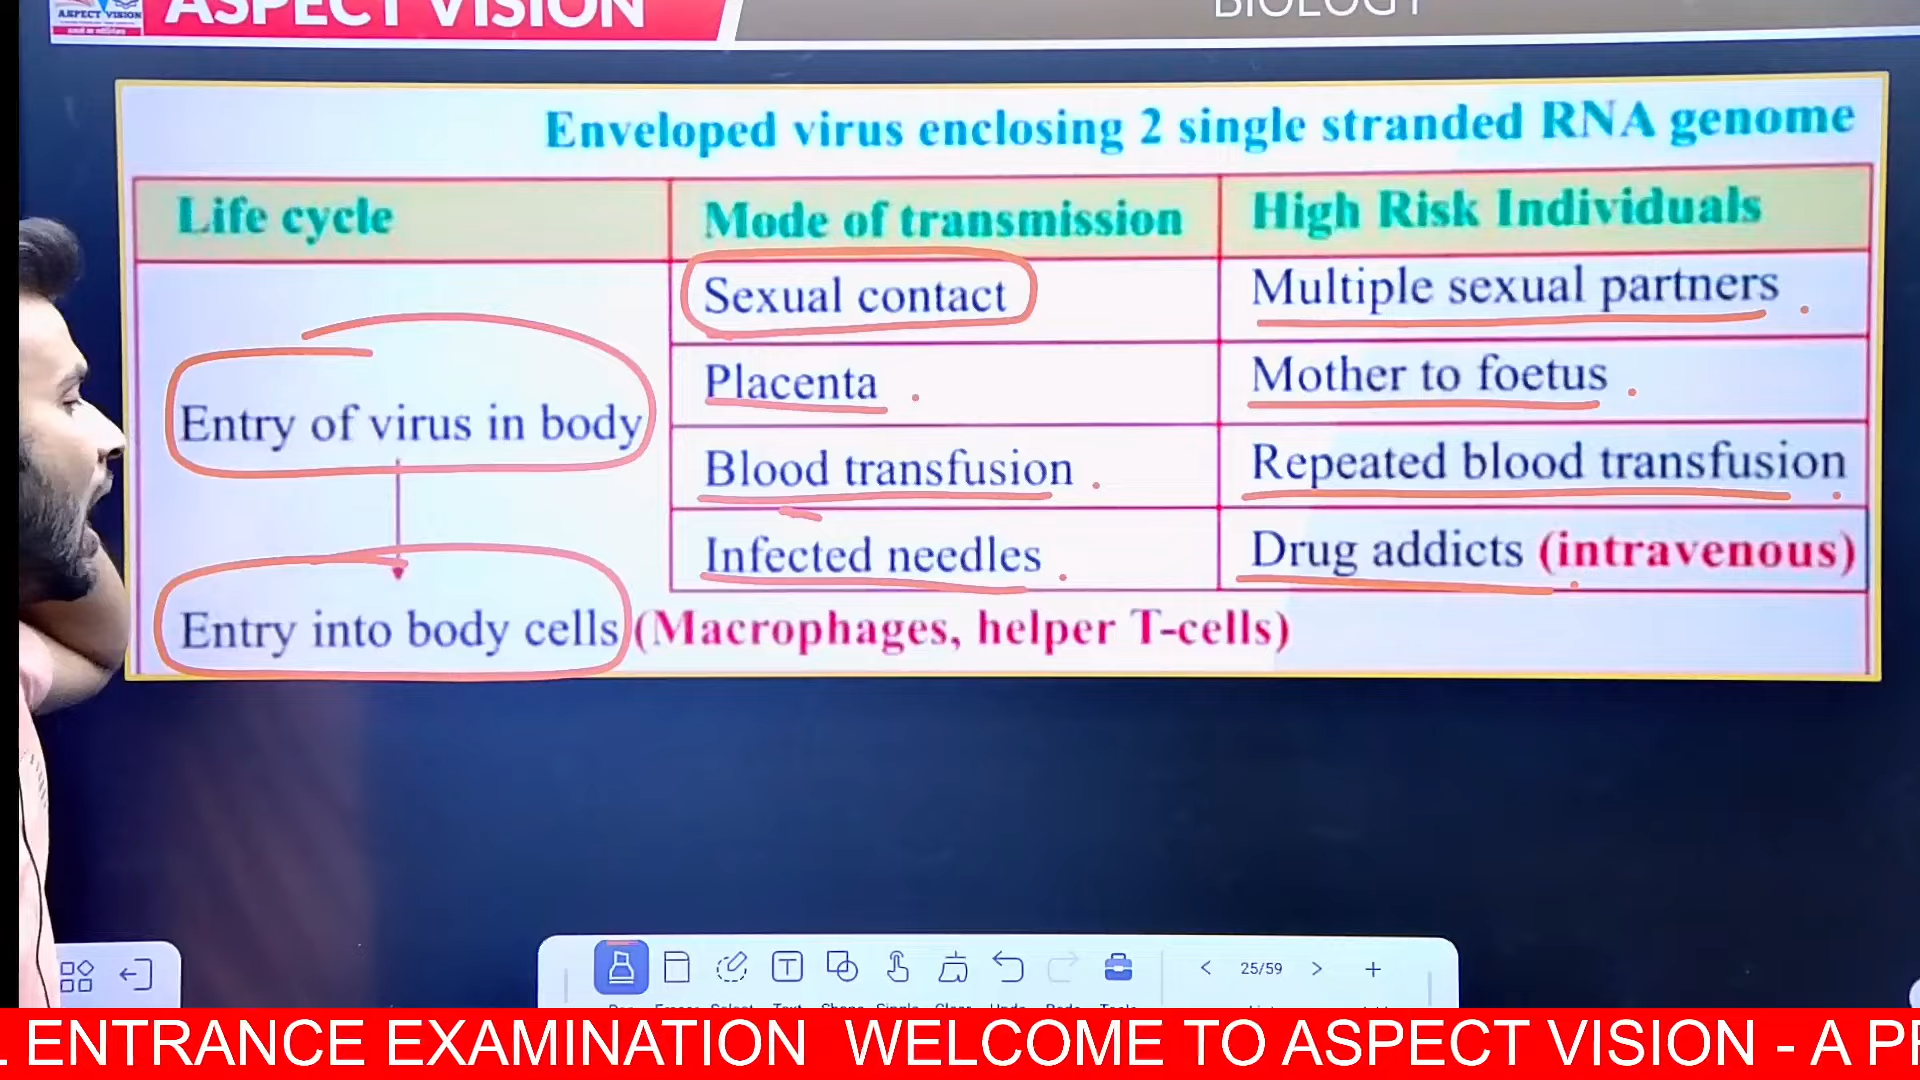 ASPECT VISION
ASPECT VISION
BIOLOGY
Enveloped virus enclosing 2 single stranded RNA genome
Life cycle
Mode of transmission
High Risk Individuals
Sexual contact
Multiple sexual partners
Placenta
Mother to foetus
Entry of virus in body
Blood transfusion
Repeated blood transfusion
Infected needles
Drug addicts (intravenous)
Entry into body cells (Macrophages, helper T-cells)
25/59
ENTRANCE EXAMINATION WELCOME TO ASPECT VISION - A